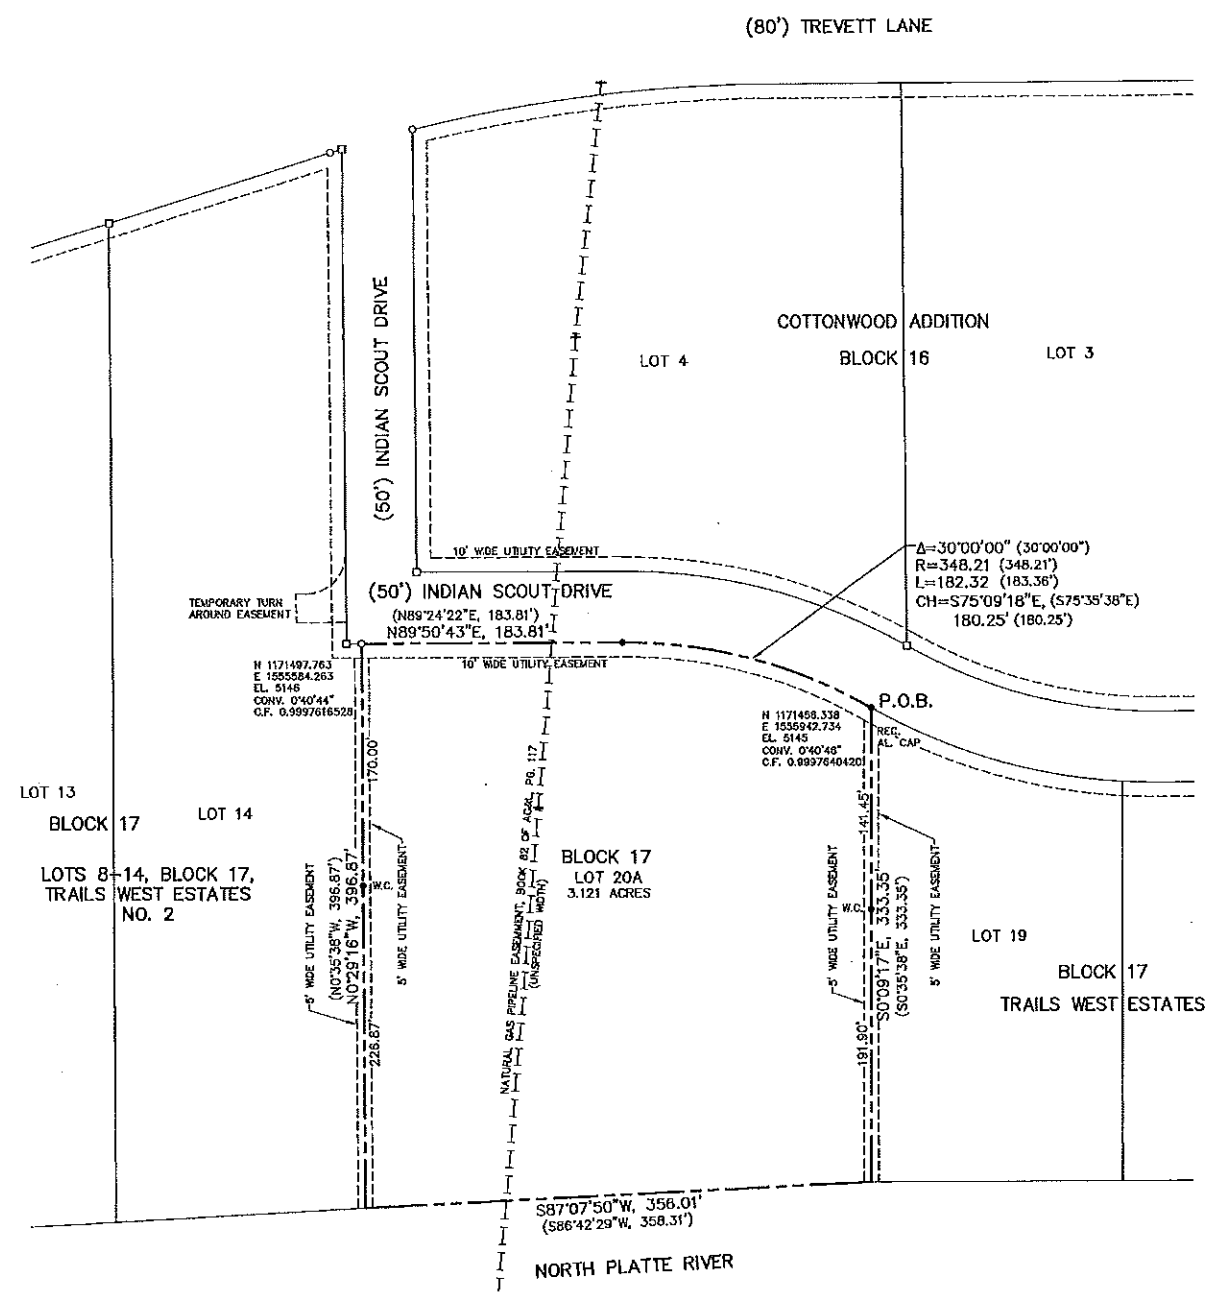 (80') TREVETT LANE
(50') INDIAN SCOUT DRIVE
COTTONWOOD ADDITION
LOT 4
BLOCK 16
LOT 3
10' WIDE UTILITY EASEMENT
Δ=30°00'00" (30°00'00")
R=348.21 (348.21')
L=182.32 (183.36')
CH=S75°09'18"E, (S75°35'38"E)
180.25' (180.25')
(50') INDIAN SCOUT DRIVE
(N89°24'22"E, 183.81')
N89°50'43"E, 183.81'
TEMPORARY TURN
AROUND EASEMENT
10' WIDE UTILITY EASEMENT
N 1171497.763
E 1555584.263
EL. 5146
CONV. 0°40'44"
C.F. 0.9997616528
P.O.B.
N 1171458.338
E 1555942.734
EL. 5145
CONV. 0°40'46"
C.F. 0.9997640420
REC.
AL. CAP
170.00'
141.45'
LOT 13
LOT 14
BLOCK 17
LOTS 8-14, BLOCK 17,
TRAILS WEST ESTATES
NO. 2
5' WIDE UTILITY EASEMENT
(N0°35'38"W, 396.87')
N0°29'16"W, 396.87'
W.C.
5' WIDE UTILITY EASEMENT
226.87'
NATURAL GAS PIPELINE EASEMENT, BOOK 82 OF AGAL, PG. 117
(UNSPECIFIED WIDTH)
BLOCK 17
LOT 20A
3.121 ACRES
5' WIDE UTILITY EASEMENT
W.C.
191.90'
S0°09'17"E, 333.35'
(S0°35'38"E, 333.35')
5' WIDE UTILITY EASEMENT
LOT 19
BLOCK 17
TRAILS WEST ESTATES
S87°07'50"W, 356.01'
(S86°42'29"W, 358.31')
NORTH PLATTE RIVER